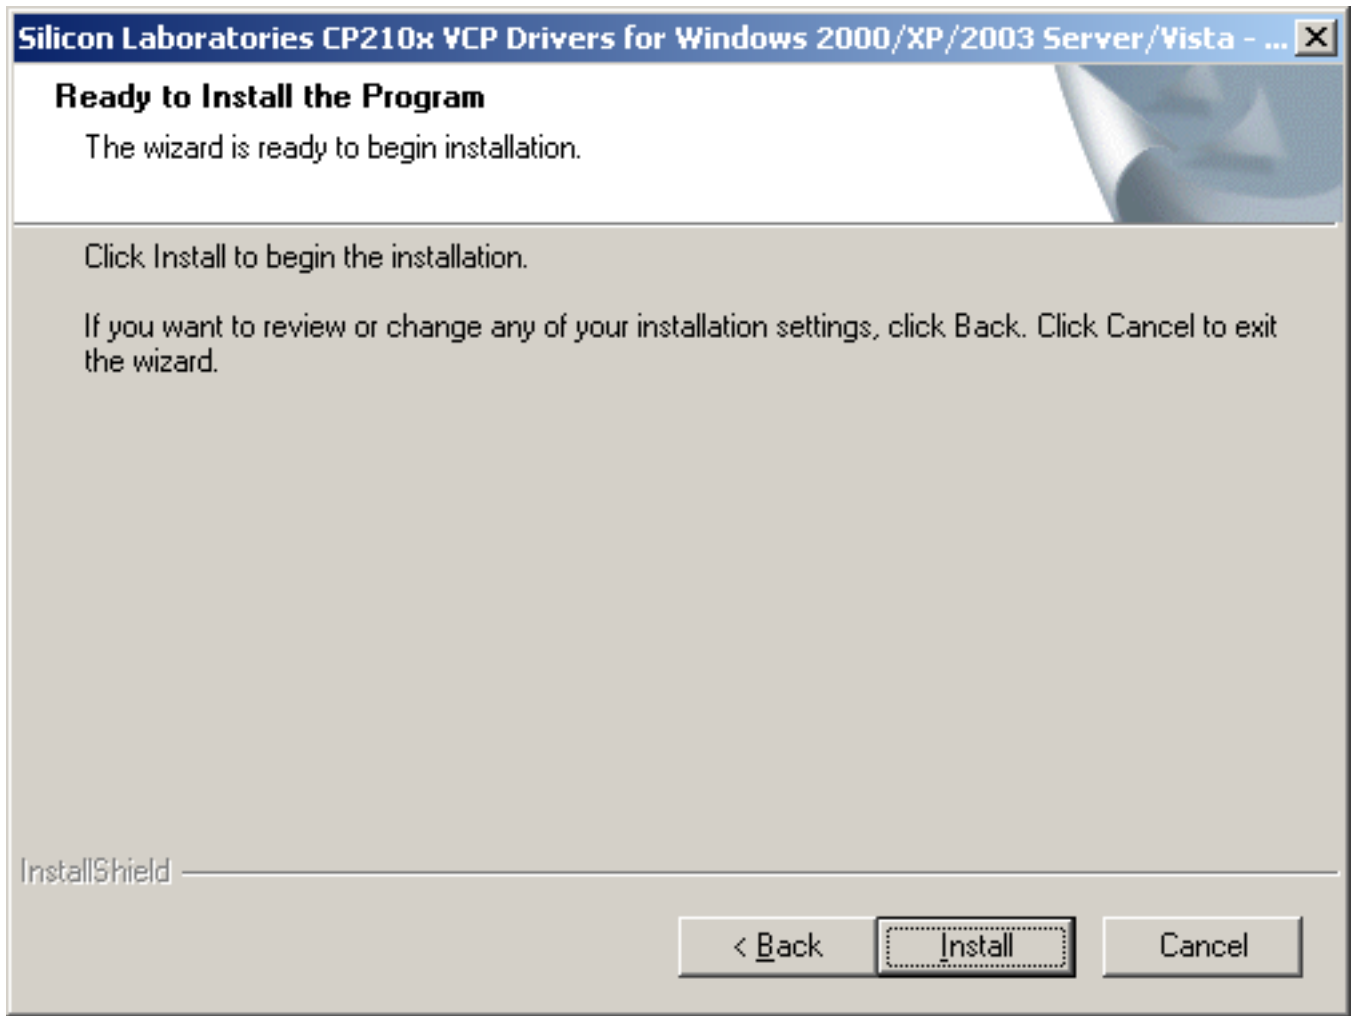 Silicon Laboratories CP210x VCP Drivers for Windows 2000/XP/2003 Server/Vista - ...
Ready to Install the Program
The wizard is ready to begin installation.
Click Install to begin the installation.
If you want to review or change any of your installation settings, click Back. Click Cancel to exit
the wizard.
InstallShield
< Back Install Cancel